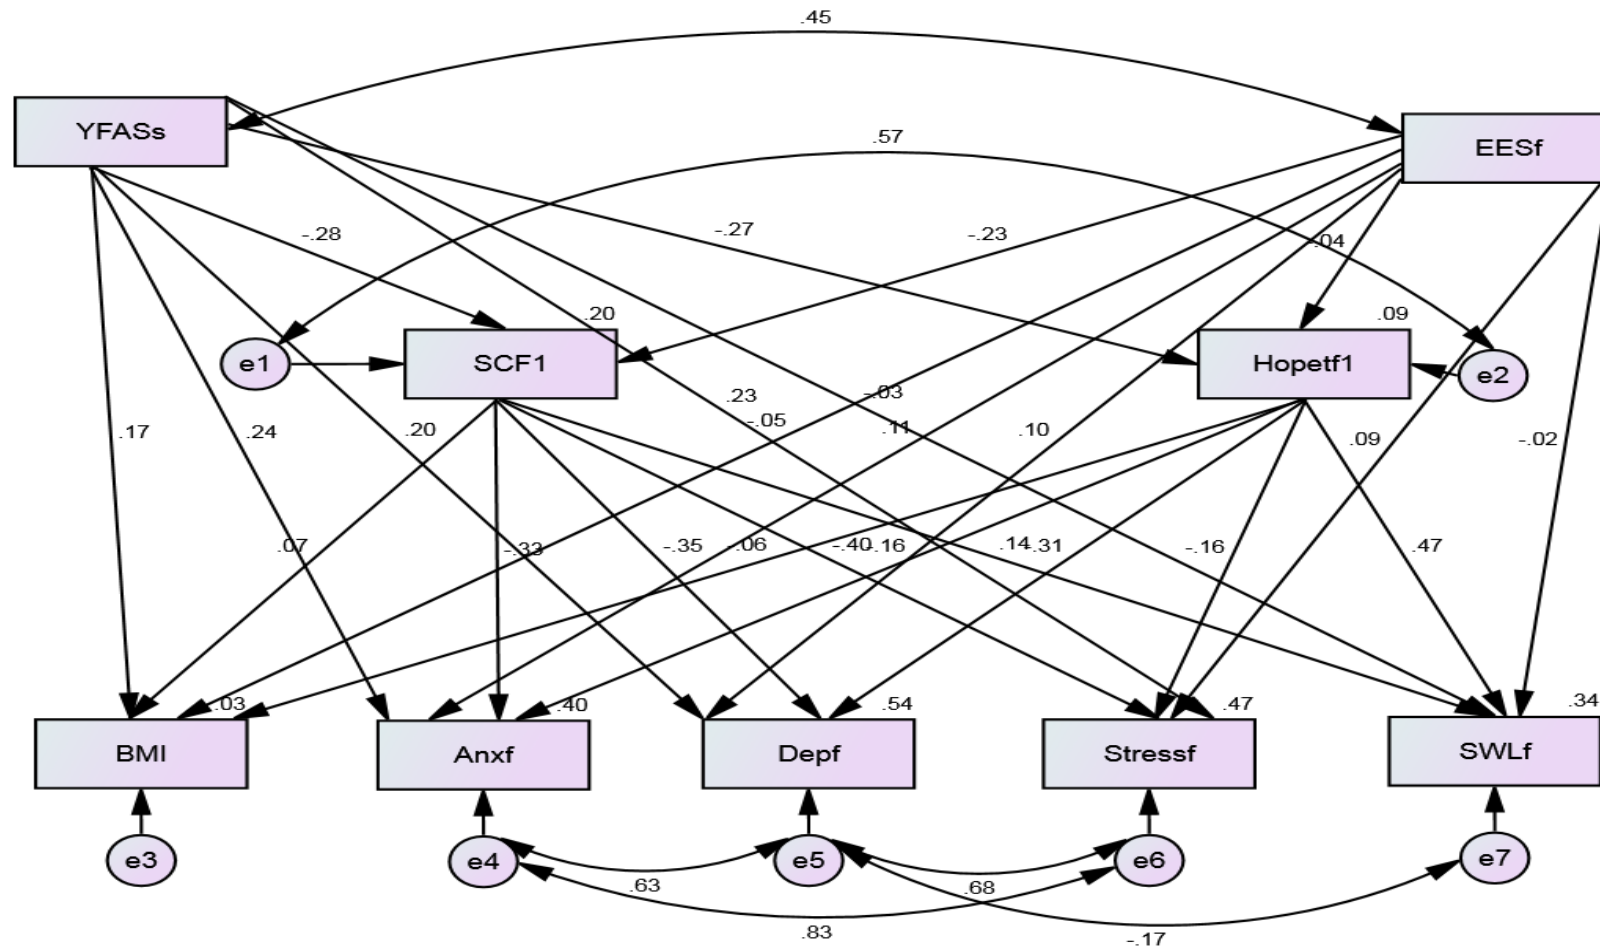 .45
YFASs
EESf
.57
-.28
-.27
-.23
-.04
.20
.09
e1
SCF1
Hopetf1
e2
.23
-.03
-.05
.11
.17
.24
.20
.10
.09
-.02
.07
-.33
-.35
-.06
-.40
-.16
.14
-.31
-.16
.47
.03
.40
.54
.47
.34
BMI
Anxf
Depf
Stressf
SWLf
e3
e4
e5
e6
e7
.63
.68
.83
-.17